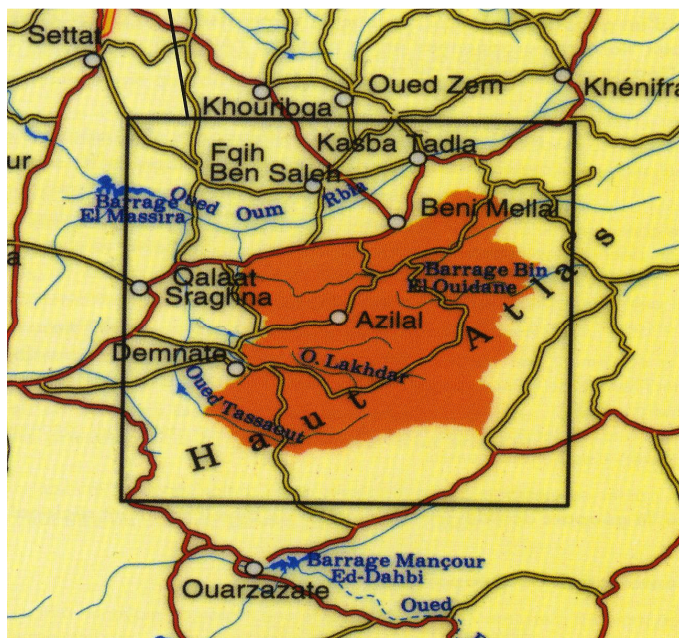 Settat
Oued Zem
Khénifra
Khouribga
Kasba Tadla
Fqih
Ben Saleh
ur
Barrage
El Massira
Oued Oum Rbia
Beni Mellal
a
Qalaat
Sraghna
Barrage Bin
El Ouidane
Azilal
Demnate
O. Lakhdar
Oued Tassaout
Haut Atlas
Barrage Mançour
Ed-Dahbi
Ouarzazate
Oued